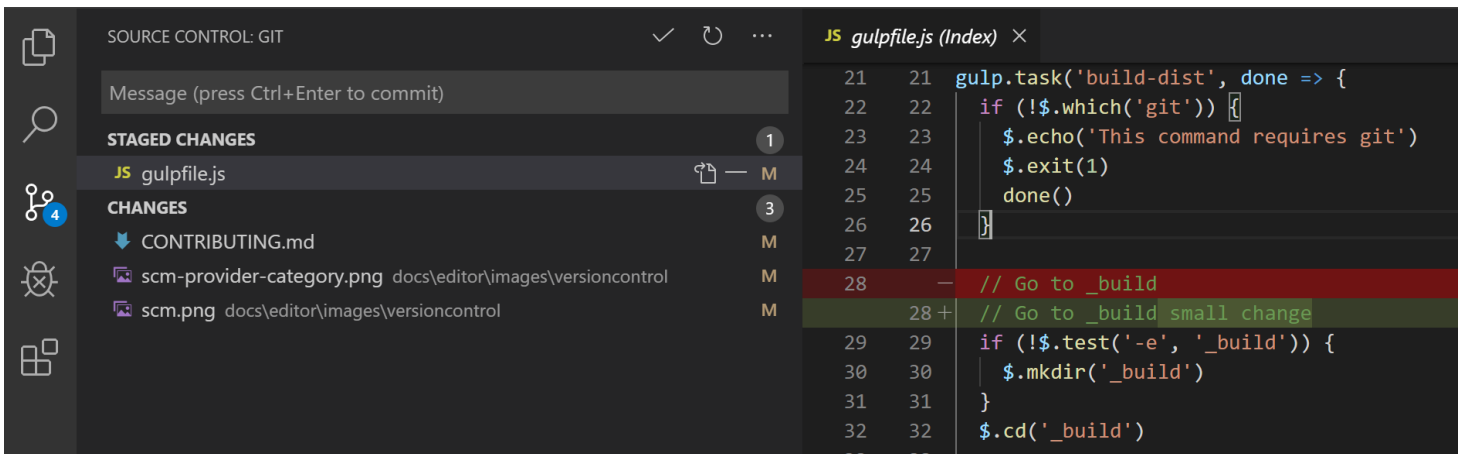 SOURCE CONTROL: GIT
Message (press Ctrl+Enter to commit)
STAGED CHANGES 1
JS gulpfile.js M
4
CHANGES 3
CONTRIBUTING.md M
scm-provider-category.png docs\editor\images\versioncontrol M
scm.png docs\editor\images\versioncontrol M
JS gulpfile.js (Index)
21 21 gulp.task('build-dist', done => {
22 22 if (!$.which('git')) {
23 23 $.echo('This command requires git')
24 24 $.exit(1)
25 25 done()
26 26 }
27 27
28 — // Go to _build
28 + // Go to _build small change
29 29 if (!$.test('-e', '_build')) {
30 30 $.mkdir('_build')
31 31 }
32 32 $.cd('_build')